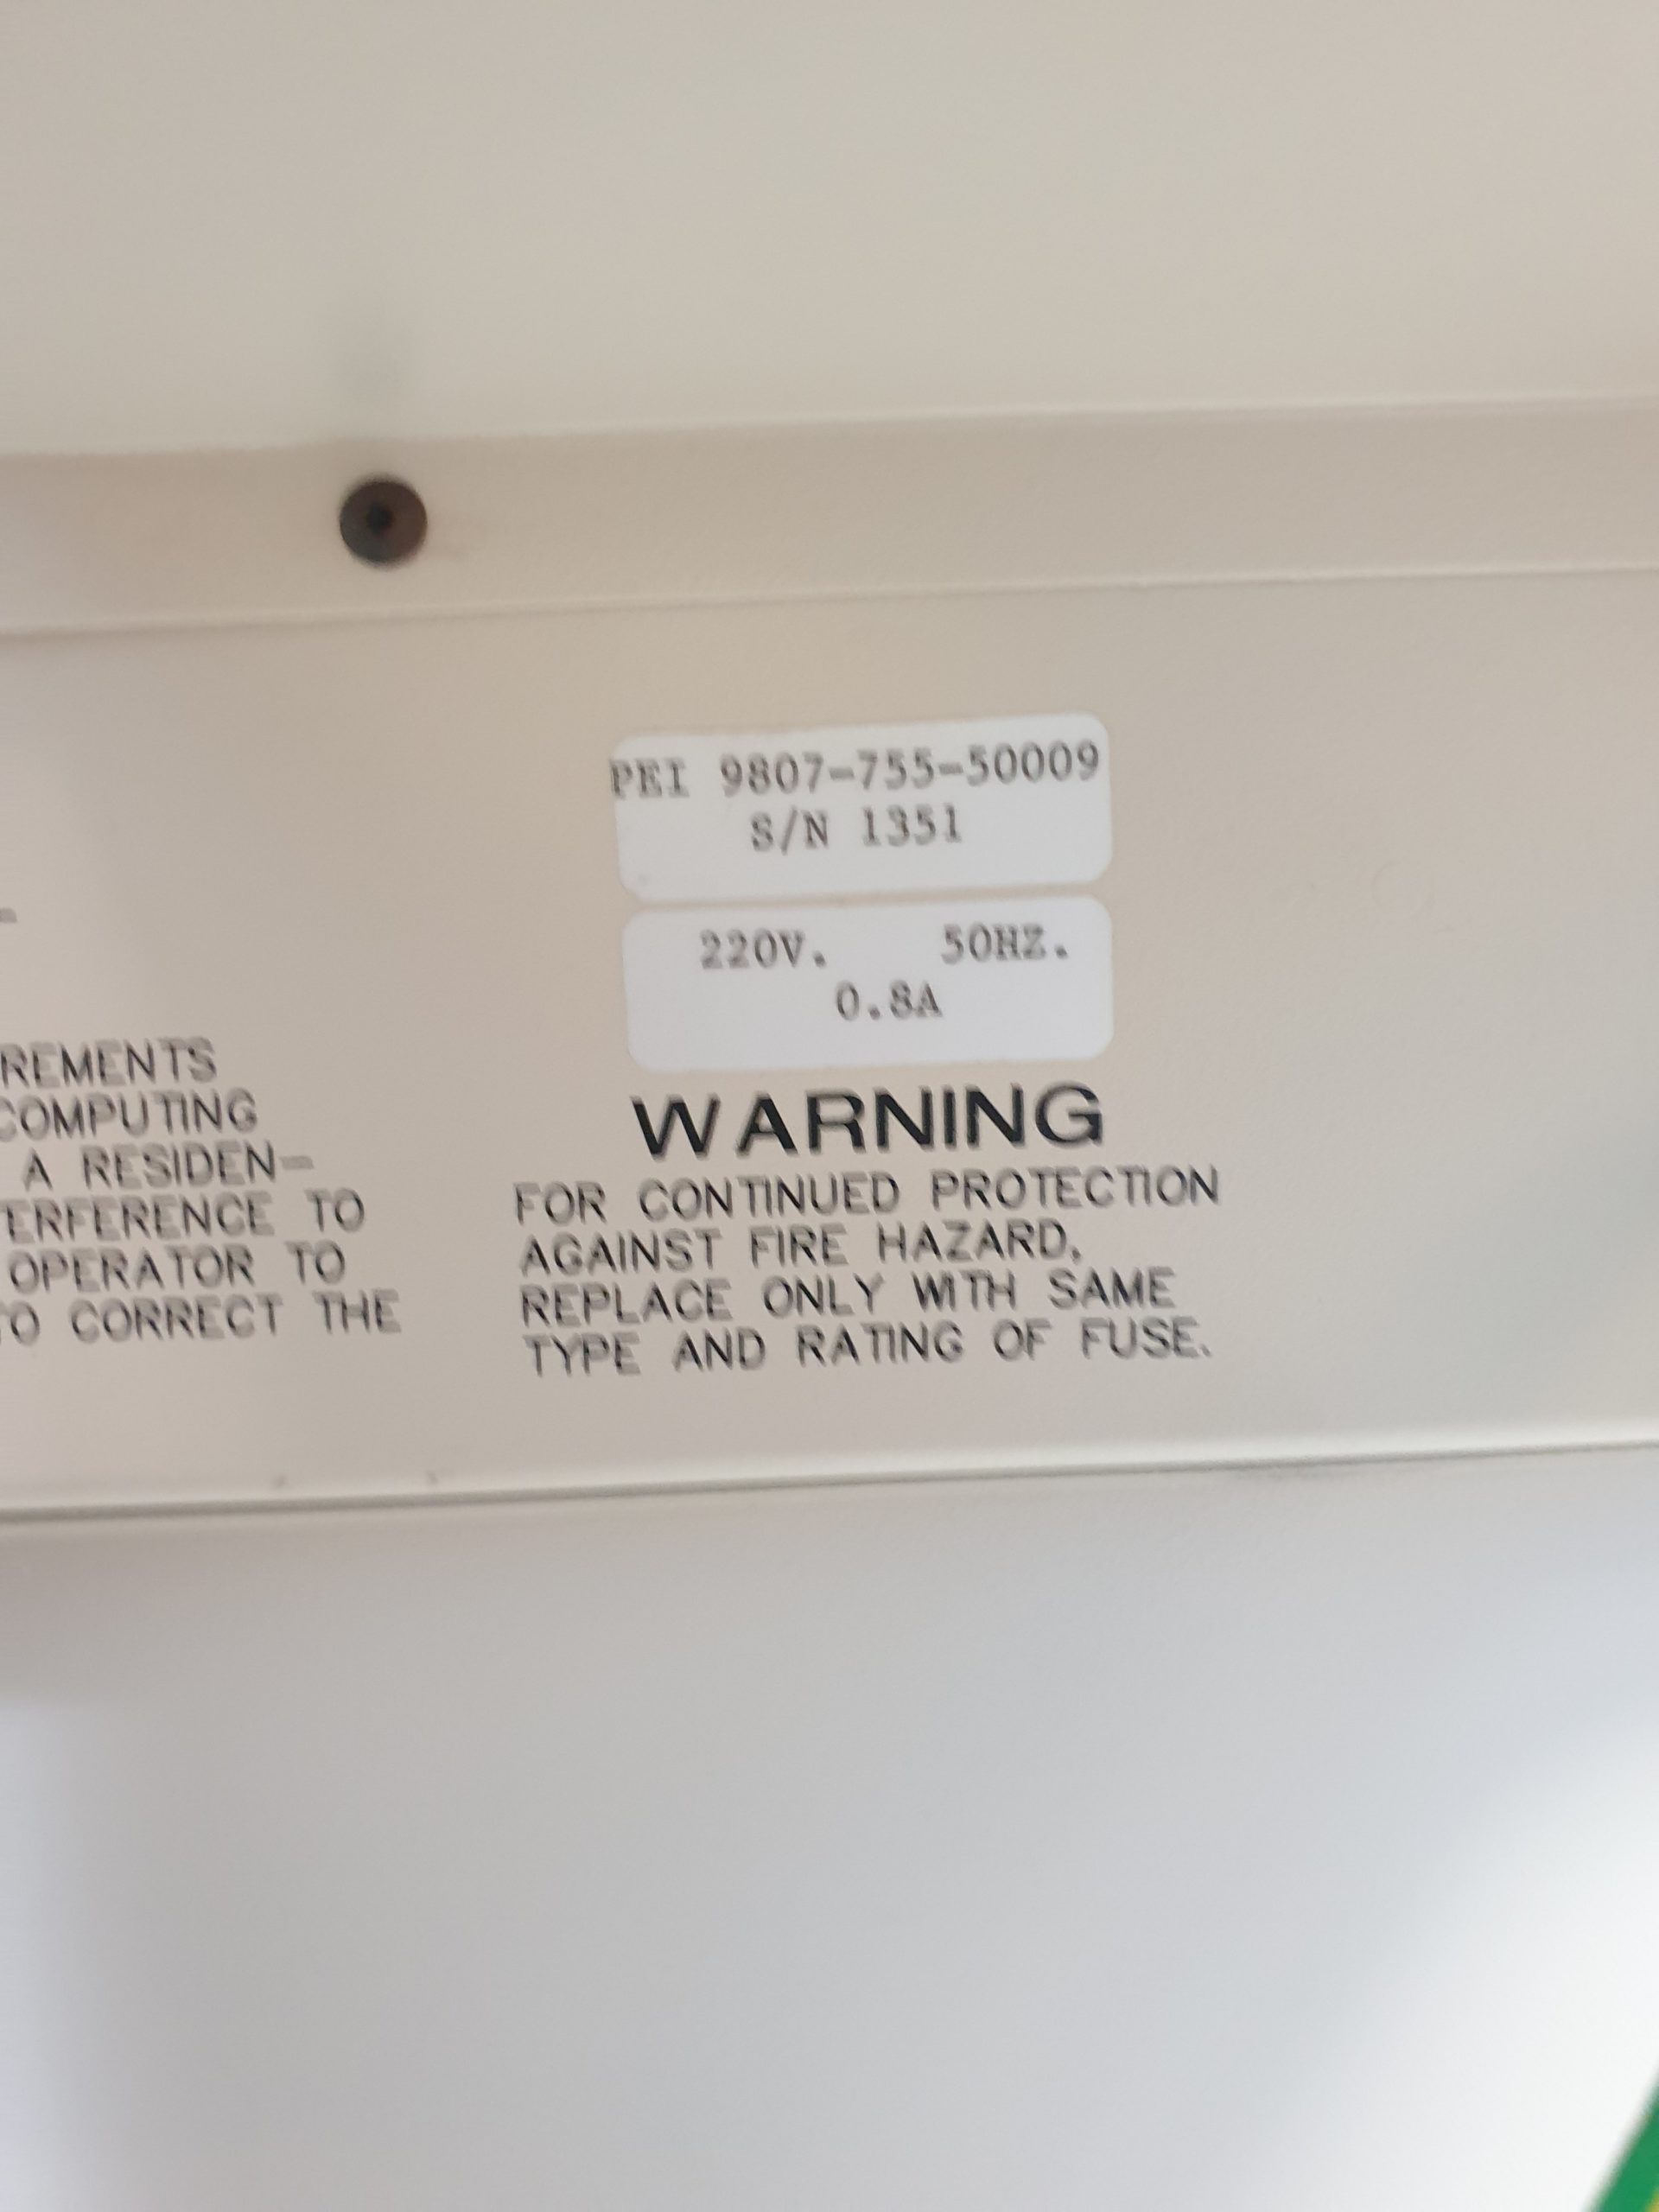 PEI 9807-755-50009
S/N 1351
220V. 50HZ.
0.8A
REMENTS
COMPUTING
A RESIDEN-
ERFERENCE TO
OPERATOR TO
TO CORRECT THE
WARNING
FOR CONTINUED PROTECTION
AGAINST FIRE HAZARD,
REPLACE ONLY WITH SAME
TYPE AND RATING OF FUSE.